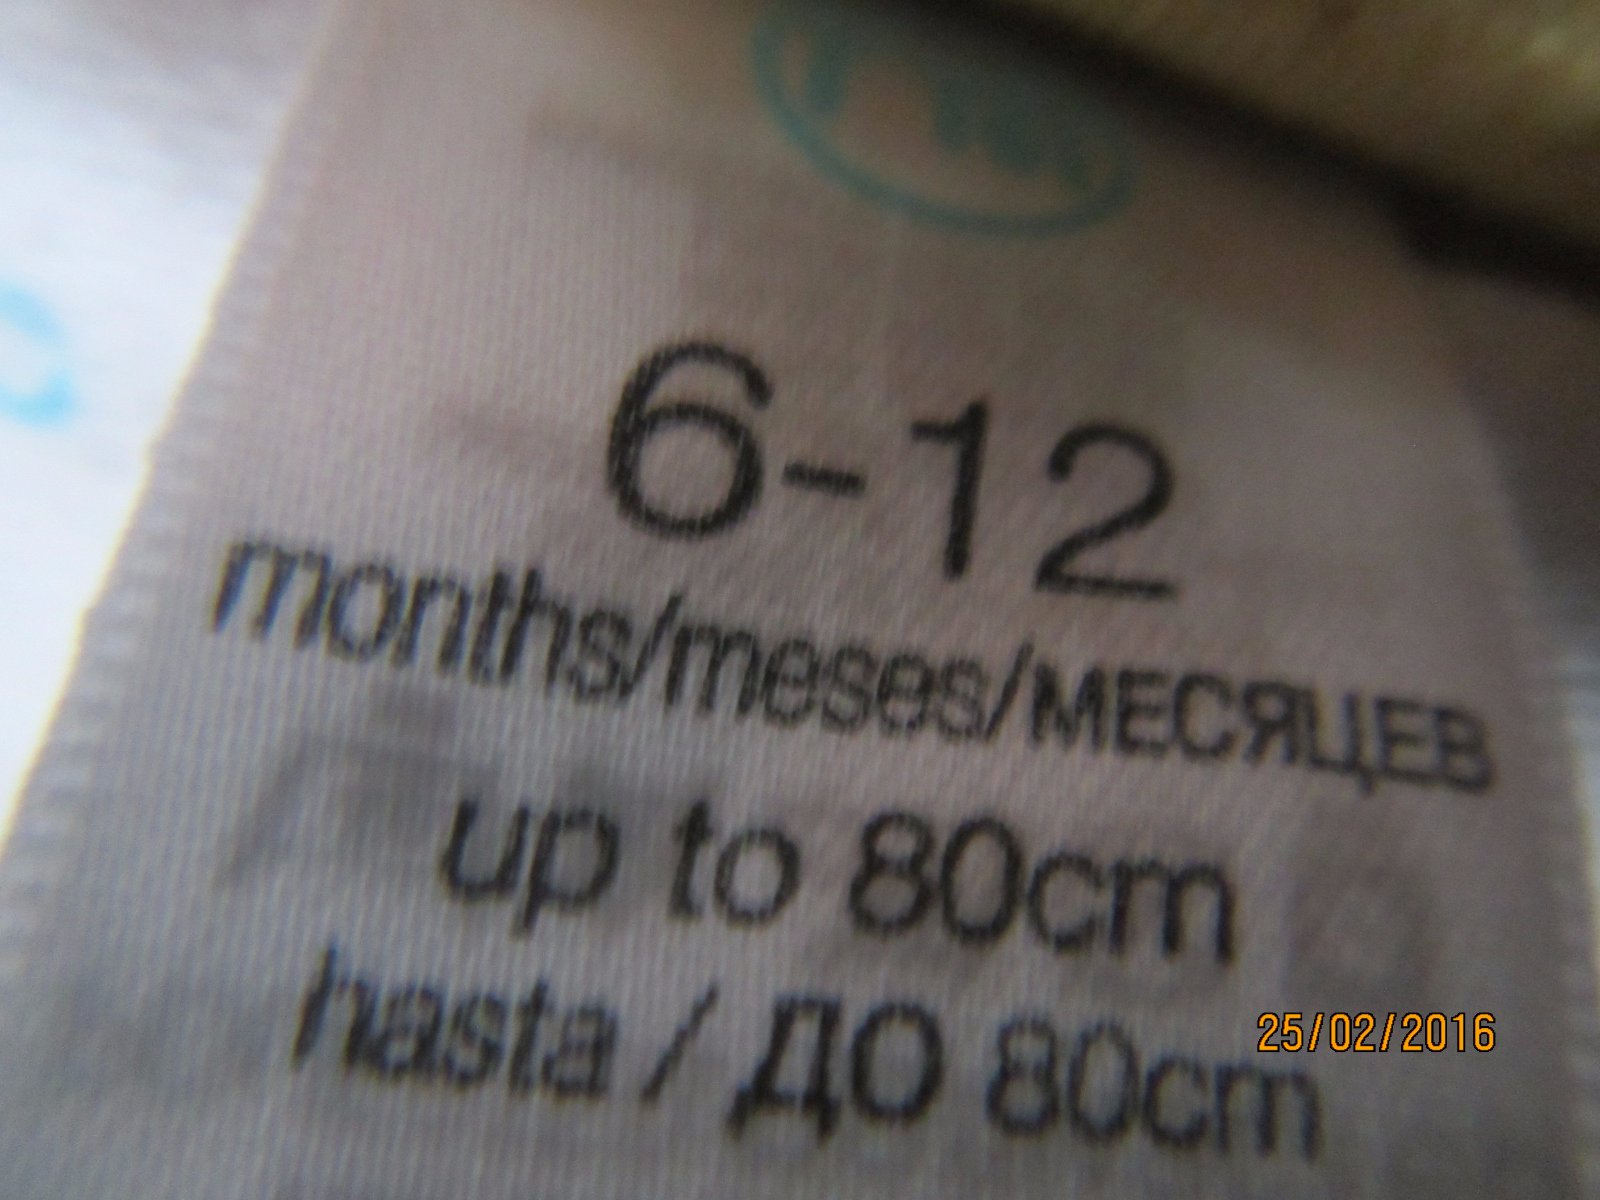 6-12
months/meses/МЕСЯЦЕВ
up to 80cm
hasta / ДО 80cm
25/02/2016